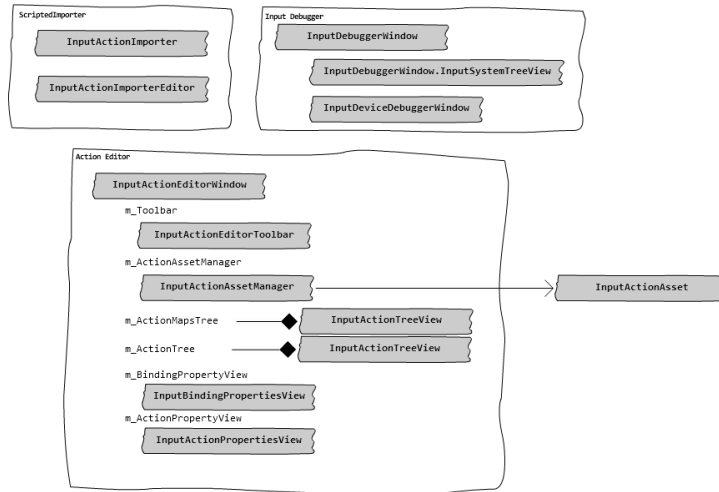 ScriptedImporter
InputActionImporter
InputActionImporterEditor
Input Debugger
InputDebuggerWindow
InputDebuggerWindow.InputSystemTreeView
InputDeviceDebuggerWindow
Action Editor
InputActionEditorWindow
m_Toolbar
InputActionEditorToolbar
m_ActionAssetManager
InputActionAssetManager
InputActionAsset
m_ActionMapsTree
InputActionTreeView
m_ActionTree
InputActionTreeView
m_BindingPropertyView
InputBindingPropertiesView
m_ActionPropertyView
InputActionPropertiesView